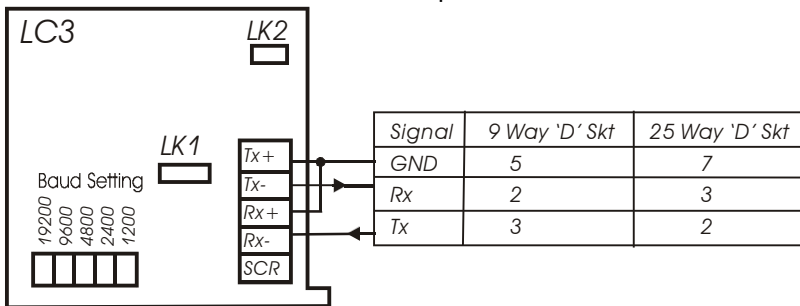 LC3
LK2
LK1
Baud Setting
19200
9600
4800
2400
1200
Tx+
Tx-
Rx+
Rx-
SCR
Signal 9 Way ‘D’ Skt 25 Way ‘D’ Skt
GND 5 7
Rx 2 3
Tx 3 2